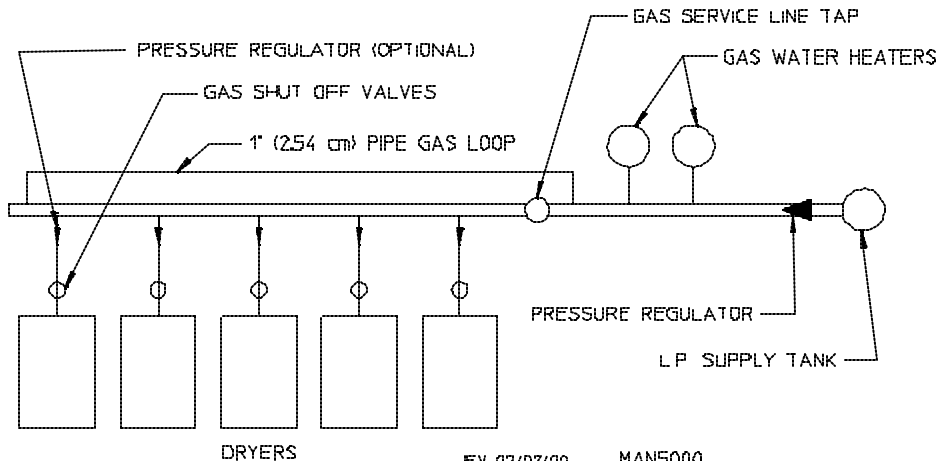 GAS SERVICE LINE TAP
PRESSURE REGULATOR (OPTIONAL)
GAS WATER HEATERS
GAS SHUT OFF VALVES
1" (2.54 cm) PIPE GAS LOOP
PRESSURE REGULATOR
LP SUPPLY TANK
DRYERS
MAN5000